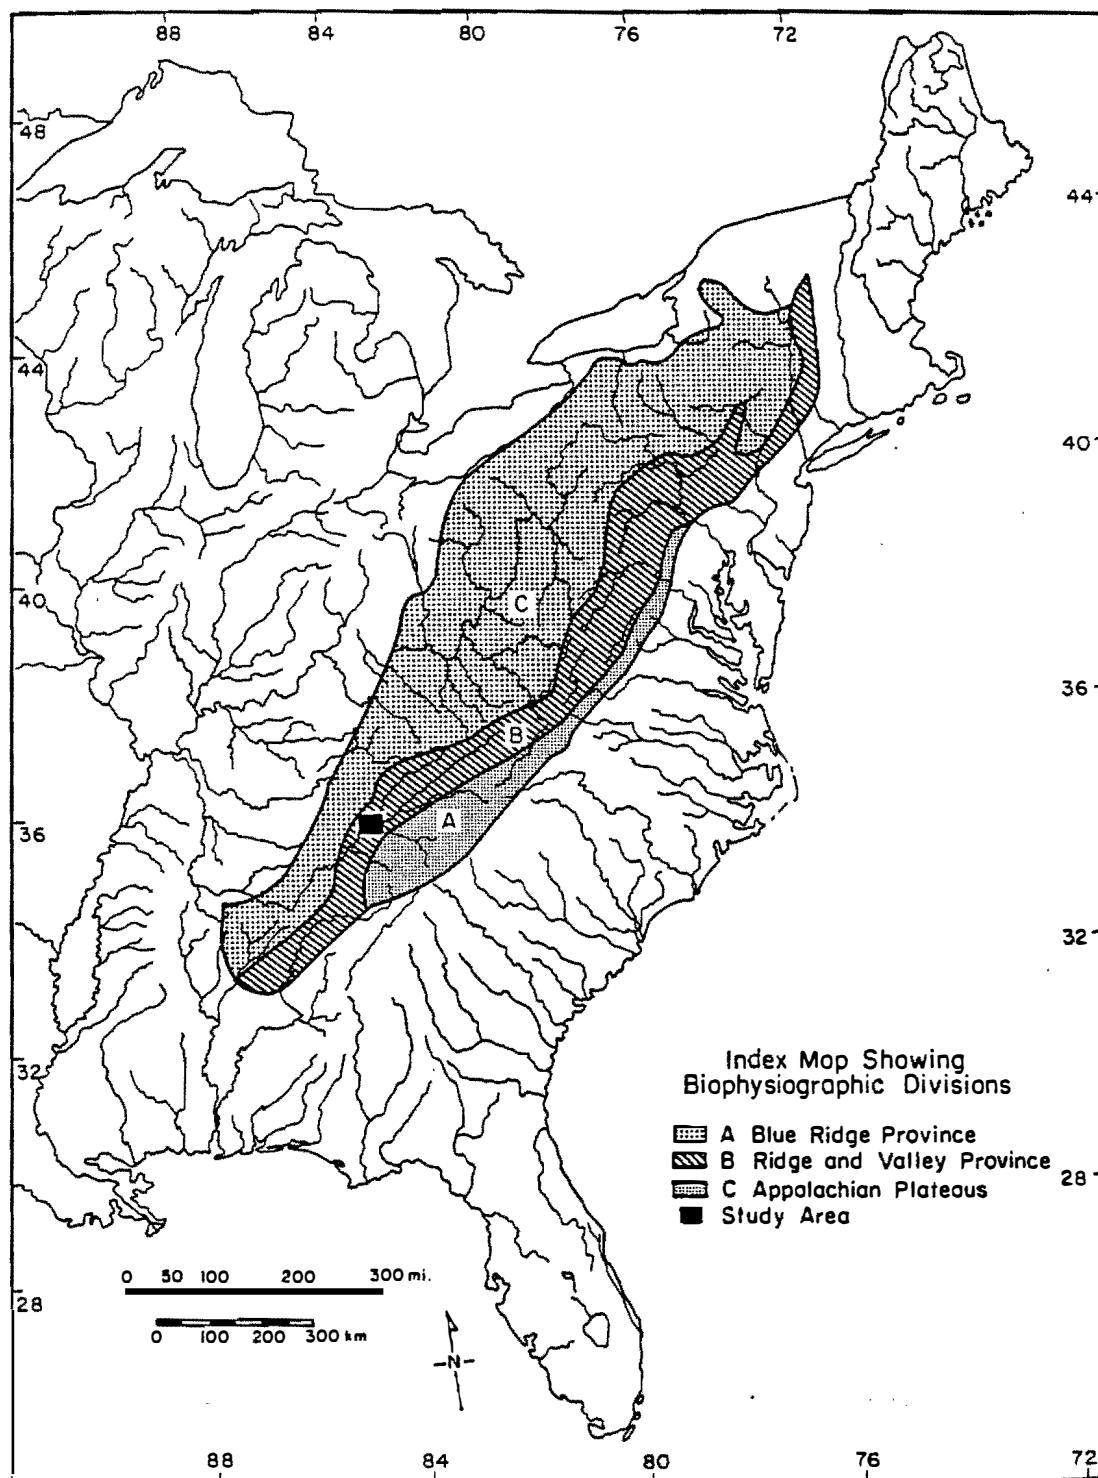 88 84 80 76 72
48
44
44
40
40
C
36
B
36
A
32
32
Index Map Showing
Biophysiographic Divisions
A Blue Ridge Province
B Ridge and Valley Province
C Appalachian Plateaus
Study Area
28
0 50 100 200 300 mi.
28
0 100 200 300 km
N
88 84 80 76 72